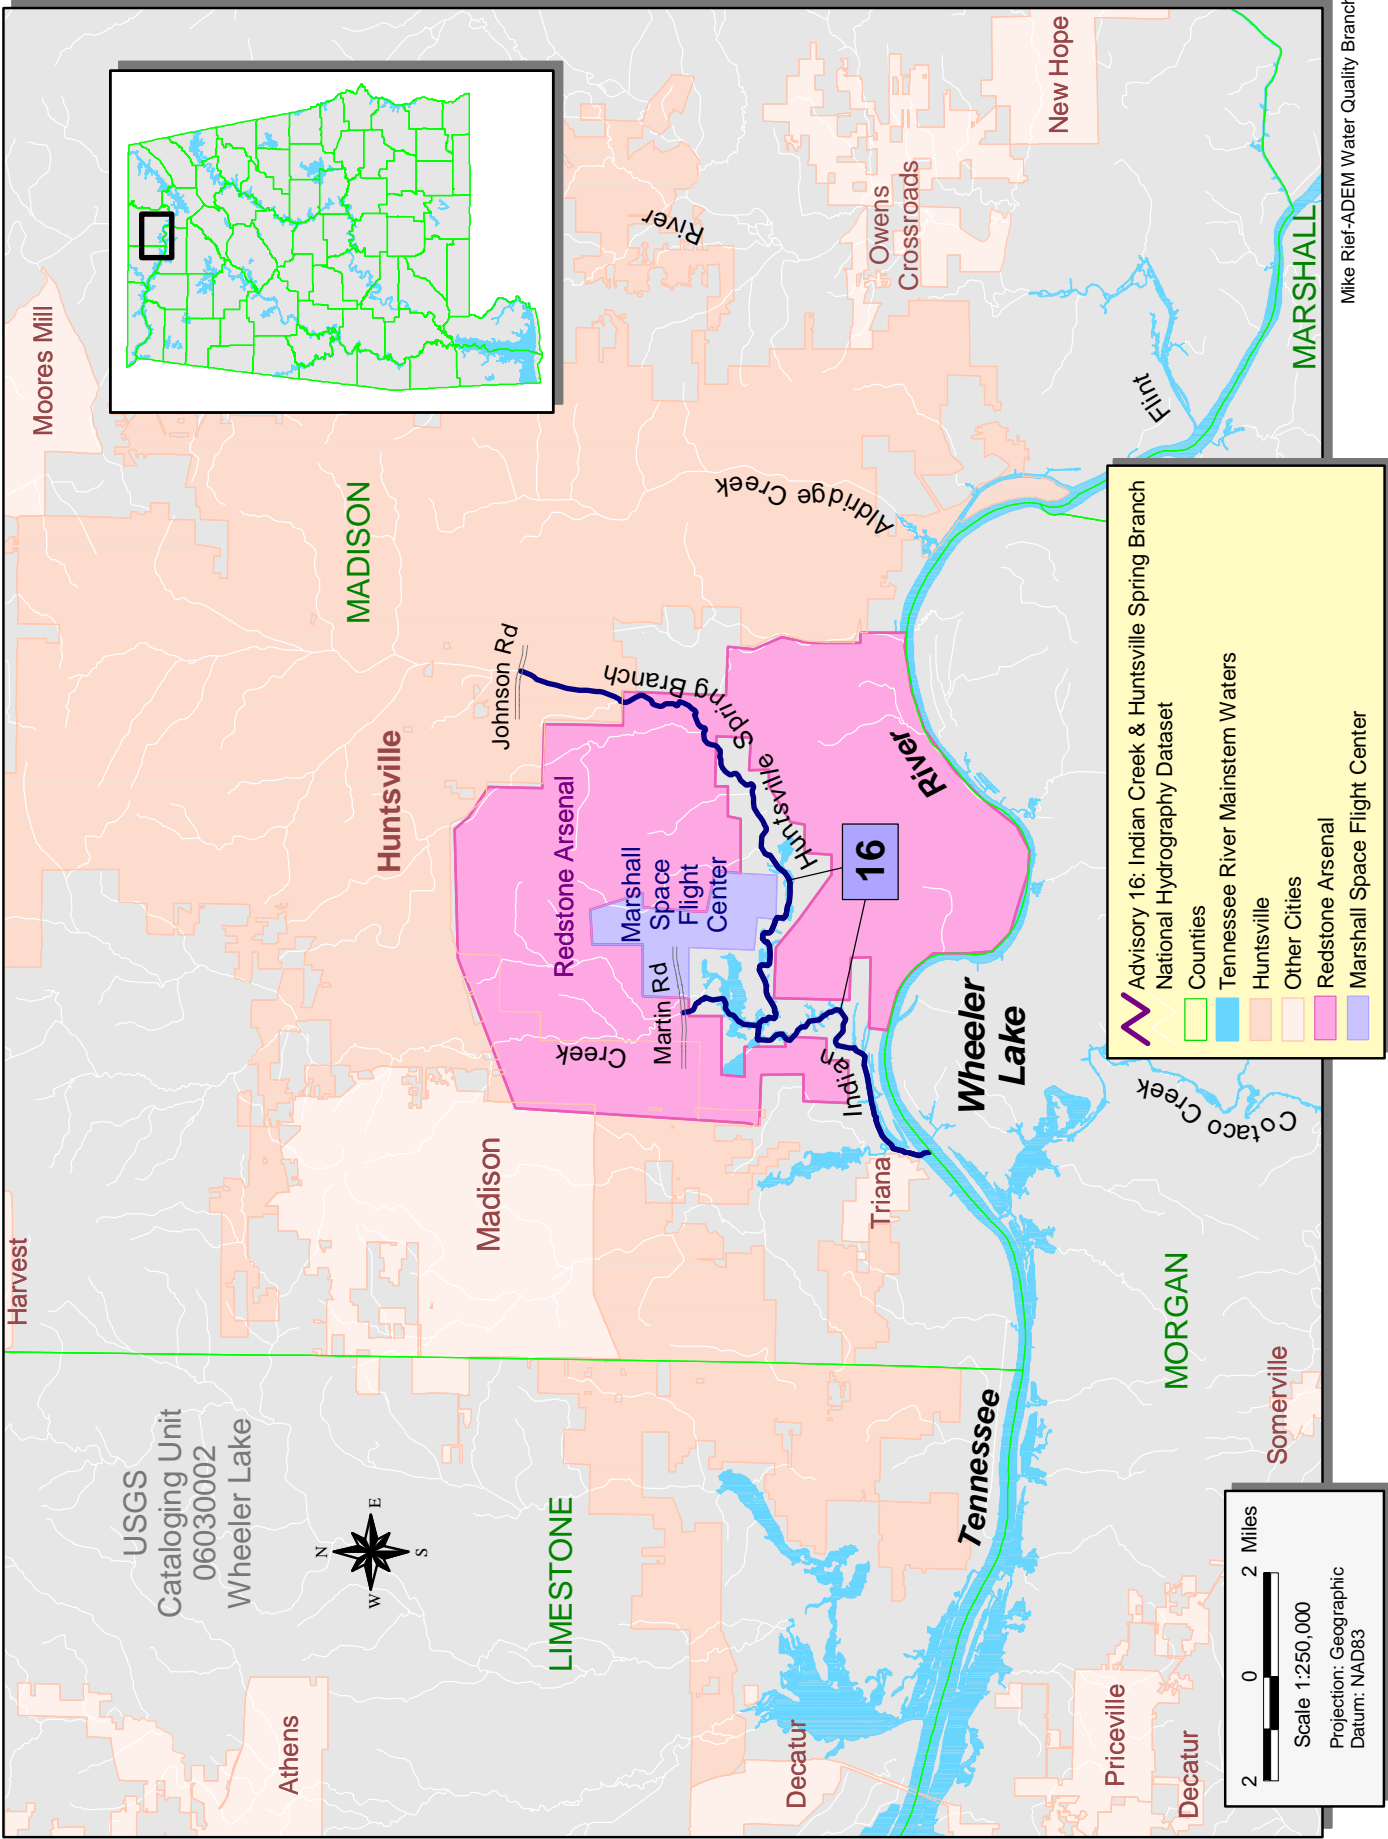 Harvest
Moores Mill
USGS
Cataloging Unit
06030002
Wheeler Lake
N
W
E
S
Athens
LIMESTONE
MADISON
Huntsville
Madison
Johnson Rd
Redstone Arsenal
Marshall
Space
Flight
Center
Martin Rd
Indian
Creek
Huntsville Spring Branch
16
Triana
Aldridge Creek
River
Owens
Crossroads
New Hope
Flint
Decatur
Tennessee
River
Wheeler
Lake
Cotaco Creek
MORGAN
MARSHALL
Somerville
Priceville
Decatur
2
0
2
Miles
Scale 1:250,000
Projection: Geographic
Datum: NAD83
Advisory 16: Indian Creek & Huntsville Spring Branch
National Hydrography Dataset
Counties
Tennessee River Mainstem Waters
Huntsville
Other Cities
Redstone Arsenal
Marshall Space Flight Center
Mike Rief-ADEM Water Quality Branch